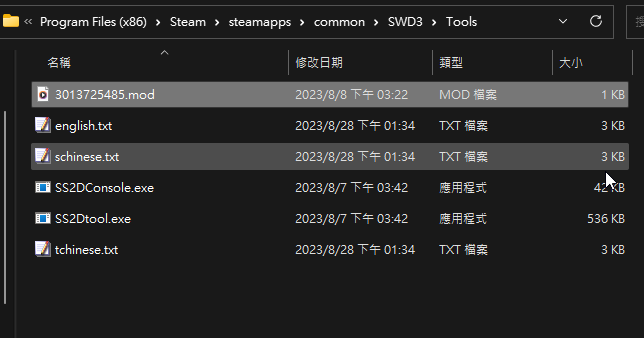 Program Files (x86) > Steam > steamapps > common > SWD3 > Tools
名稱 修改日期 類型 大小
3013725485.mod 2023/8/8 下午 03:22 MOD 檔案 1 KB
english.txt 2023/8/28 下午 01:34 TXT 檔案 3 KB
schinese.txt 2023/8/28 下午 01:34 TXT 檔案 3 KB
SS2DConsole.exe 2023/8/7 下午 03:42 應用程式 42 KB
SS2Dtool.exe 2023/8/7 下午 03:42 應用程式 536 KB
tchinese.txt 2023/8/28 下午 01:34 TXT 檔案 3 KB